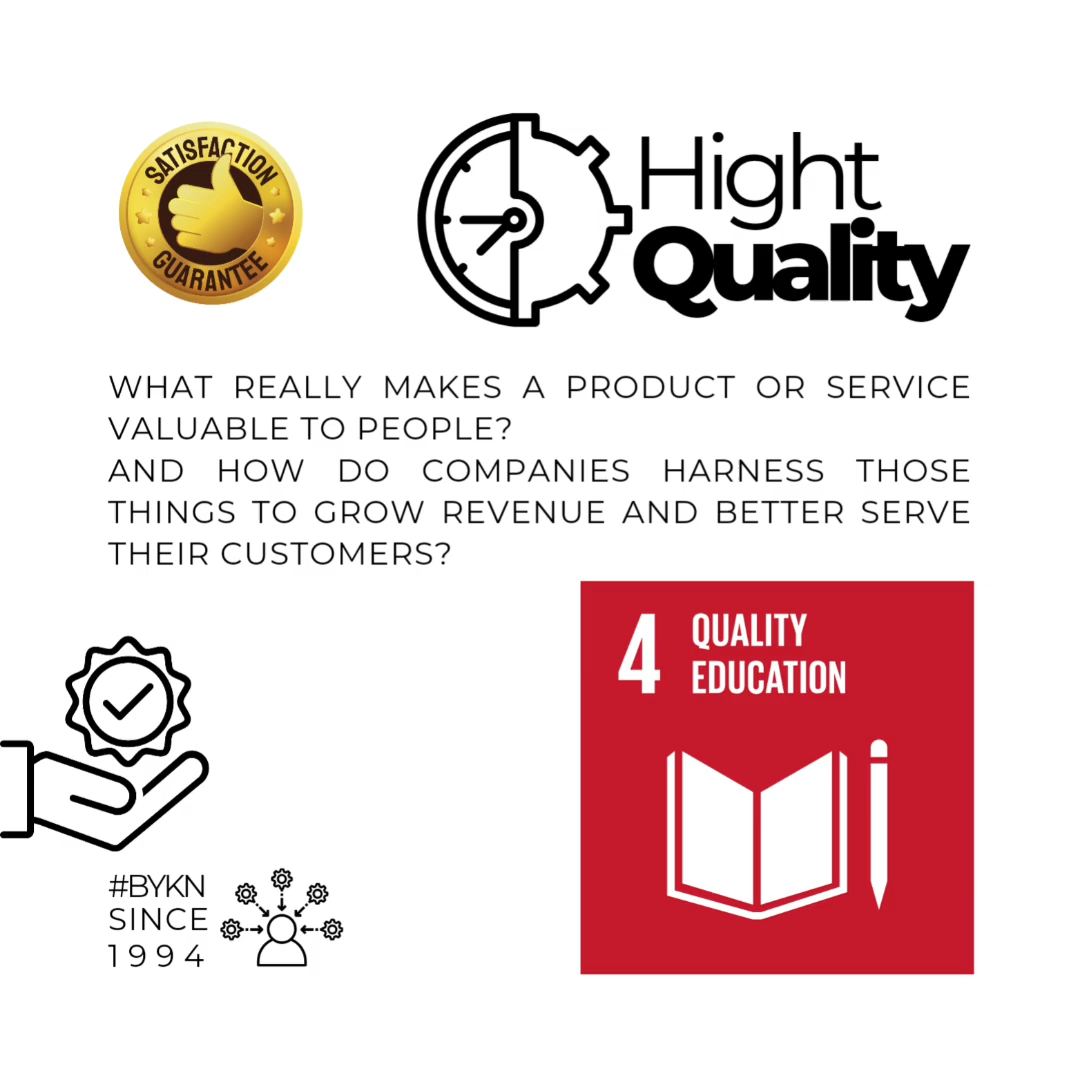 SATISFACTION
GUARANTEE
Hight
Quality
WHAT REALLY MAKES A PRODUCT OR SERVICE
VALUABLE TO PEOPLE?
AND HOW DO COMPANIES HARNESS THOSE
THINGS TO GROW REVENUE AND BETTER SERVE
THEIR CUSTOMERS?
4 QUALITY
EDUCATION
#BYKN
SINCE
1994